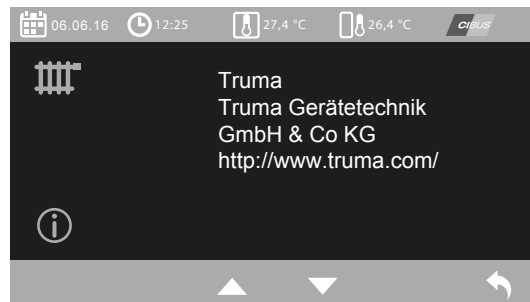 06.06.16 12:25 27,4 °C 26,4 °C CIBUS
Truma
Truma Gerätetechnik
GmbH & Co KG
http://www.truma.com/